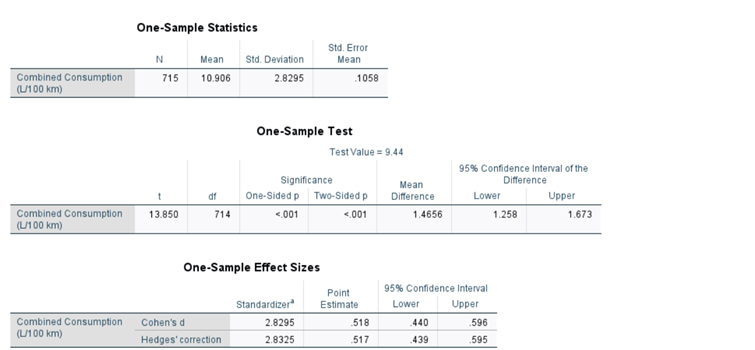 One-Sample Statistics
N Mean Std. Deviation Std. Error Mean
Combined Consumption (L/100 km) 715 10.906 2.8295 .1058
One-Sample Test
Test Value = 9.44
Significance 95% Confidence Interval of the Difference
t df One-Sided p Two-Sided p Mean Difference Lower Upper
Combined Consumption (L/100 km) 13.850 714 <.001 <.001 1.4656 1.258 1.673
One-Sample Effect Sizes
95% Confidence Interval
Standardizerᵃ Point Estimate Lower Upper
Combined Consumption (L/100 km) Cohen's d 2.8295 .518 .440 .596
Hedges' correction 2.8325 .517 .439 .595